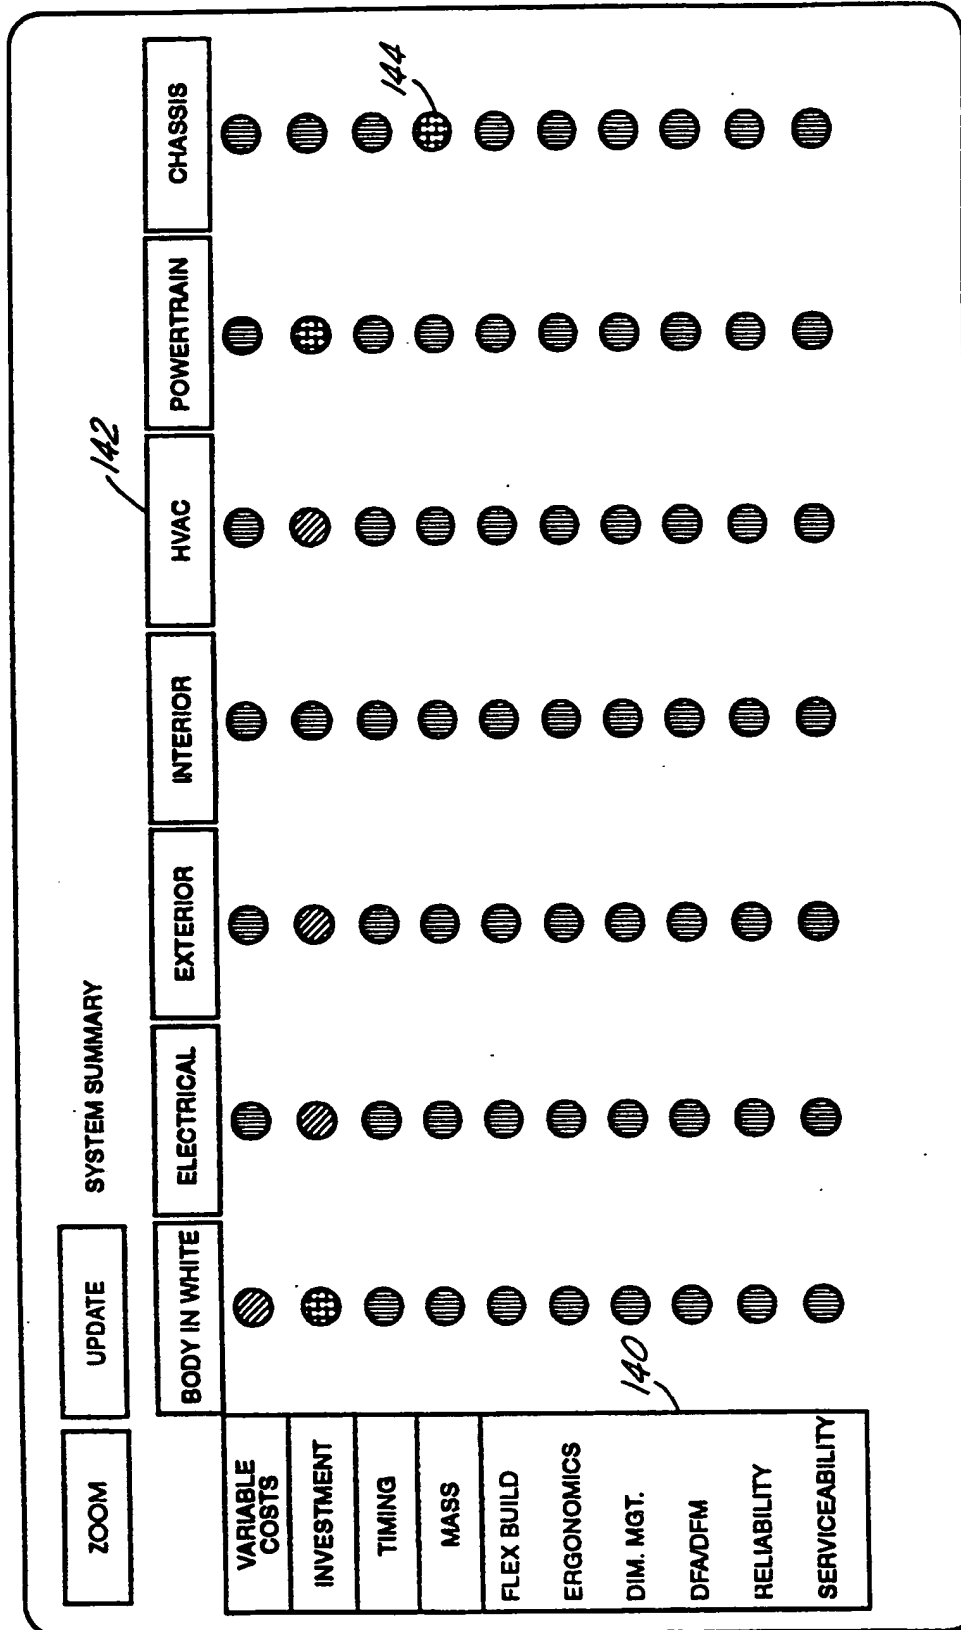 ZOOM
UPDATE
SYSTEM SUMMARY
142
BODY IN WHITE
ELECTRICAL
EXTERIOR
INTERIOR
HVAC
POWERTRAIN
CHASSIS
VARIABLE
COSTS
INVESTMENT
TIMING
MASS
144
FLEX BUILD
ERGONOMICS
DIM. MGT.
140
DFA/DFM
RELIABILITY
SERVICEABILITY